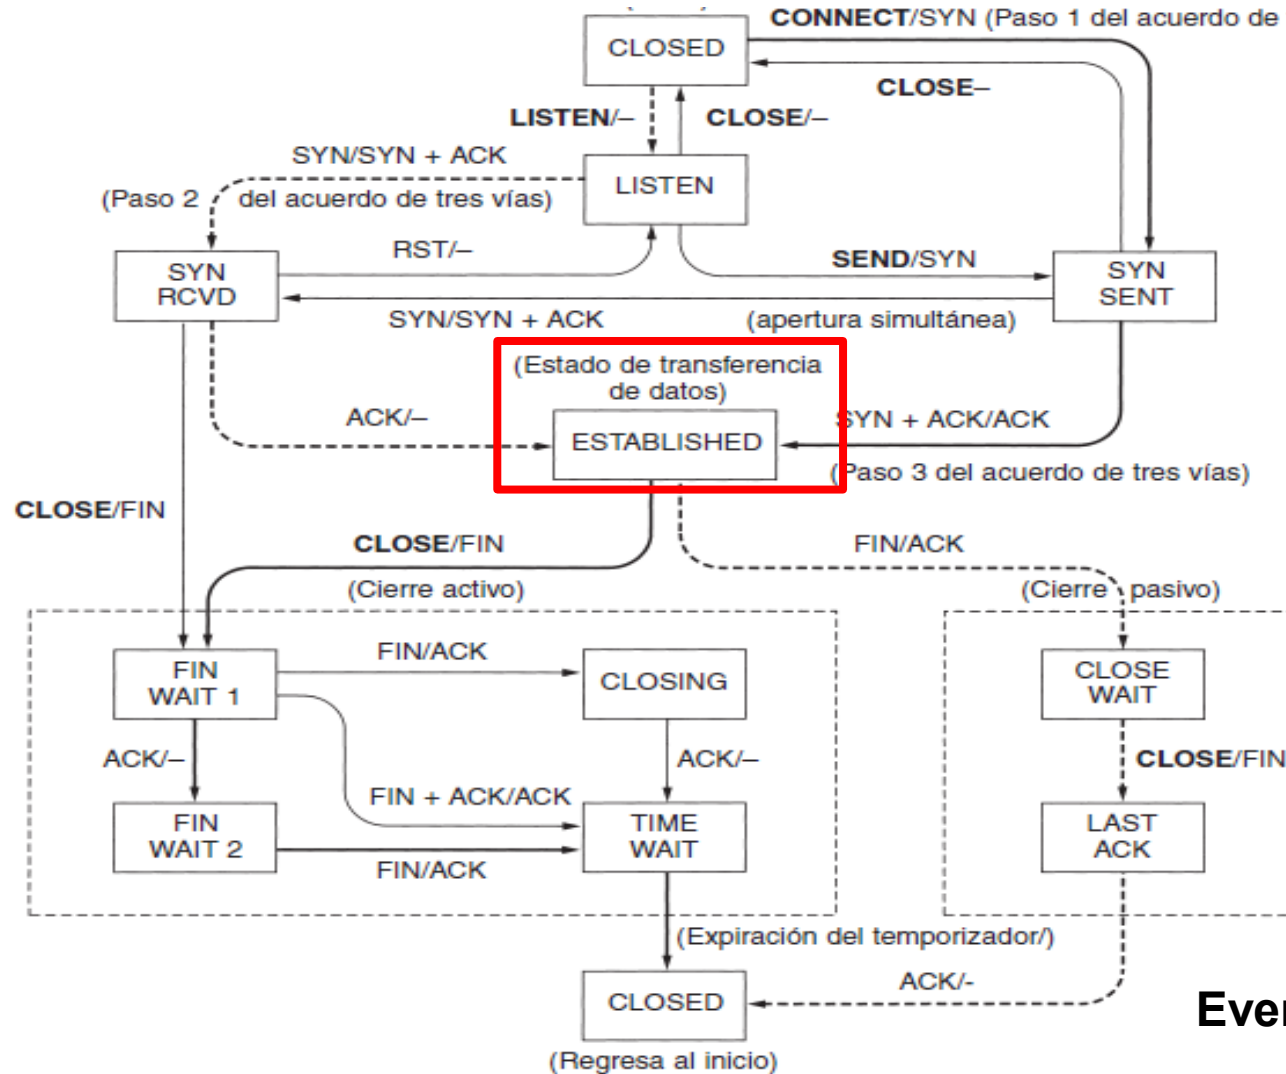 CONNECT/SYN (Paso 1 del acuerdo de
CLOSED
CLOSE–
LISTEN/–
CLOSE/–
SYN/SYN + ACK
LISTEN
(Paso 2 del acuerdo de tres vías)
RST/–
SEND/SYN
SYN
RCVD
SYN
SENT
SYN/SYN + ACK
(apertura simultánea)
(Estado de transferencia
de datos)
ACK/–
SYN + ACK/ACK
ESTABLISHED
(Paso 3 del acuerdo de tres vías)
CLOSE/FIN
CLOSE/FIN
FIN/ACK
(Cierre activo)
(Cierre pasivo)
FIN/ACK
FIN
WAIT 1
CLOSING
CLOSE
WAIT
ACK/–
ACK/–
CLOSE/FIN
FIN + ACK/ACK
FIN
WAIT 2
TIME
WAIT
LAST
ACK
FIN/ACK
(Expiración del temporizador/)
ACK/-
CLOSED
(Regresa al inicio)